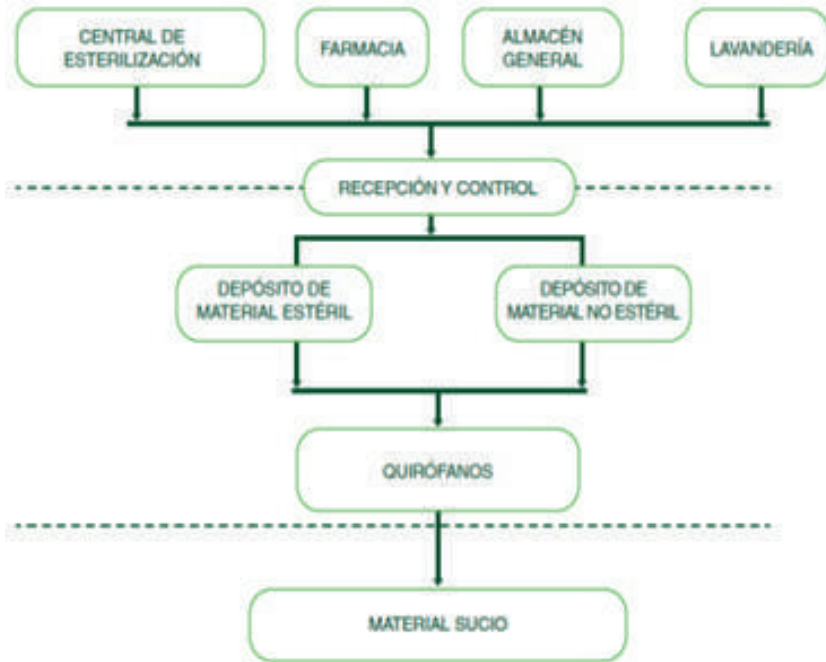 CENTRAL DE
ESTERILIZACIÓN
FARMACIA
ALMACÉN
GENERAL
LAVANDERÍA
RECEPCIÓN Y CONTROL
DEPÓSITO DE
MATERIAL ESTÉRIL
DEPÓSITO DE
MATERIAL NO ESTÉRIL
QUIRÓFANOS
MATERIAL SUCIO